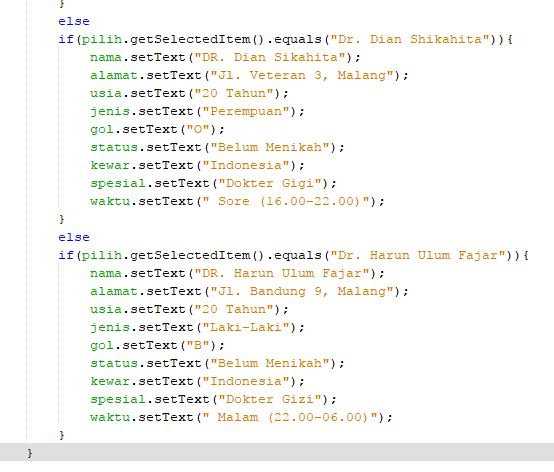 }
else
if(pilih.getSelectedItem().equals("Dr. Dian Shikahita")){
nama.setText("DR. Dian Sikahita");
alamat.setText("Jl. Veteran 3, Malang");
usia.setText("20 Tahun");
jenis.setText("Perempuan");
gol.setText("O");
status.setText("Belum Menikah");
kewar.setText("Indonesia");
spesial.setText("Dokter Gigi");
waktu.setText(" Sore (16.00-22.00)");
}
else
if(pilih.getSelectedItem().equals("Dr. Harun Ulum Fajar")){
nama.setText("DR. Harun Ulum Fajar");
alamat.setText("Jl. Bandung 9, Malang");
usia.setText("20 Tahun");
jenis.setText("Laki-Laki");
gol.setText("B");
status.setText("Belum Menikah");
kewar.setText("Indonesia");
spesial.setText("Dokter Gizi");
waktu.setText(" Malam (22.00-06.00)");
}
}